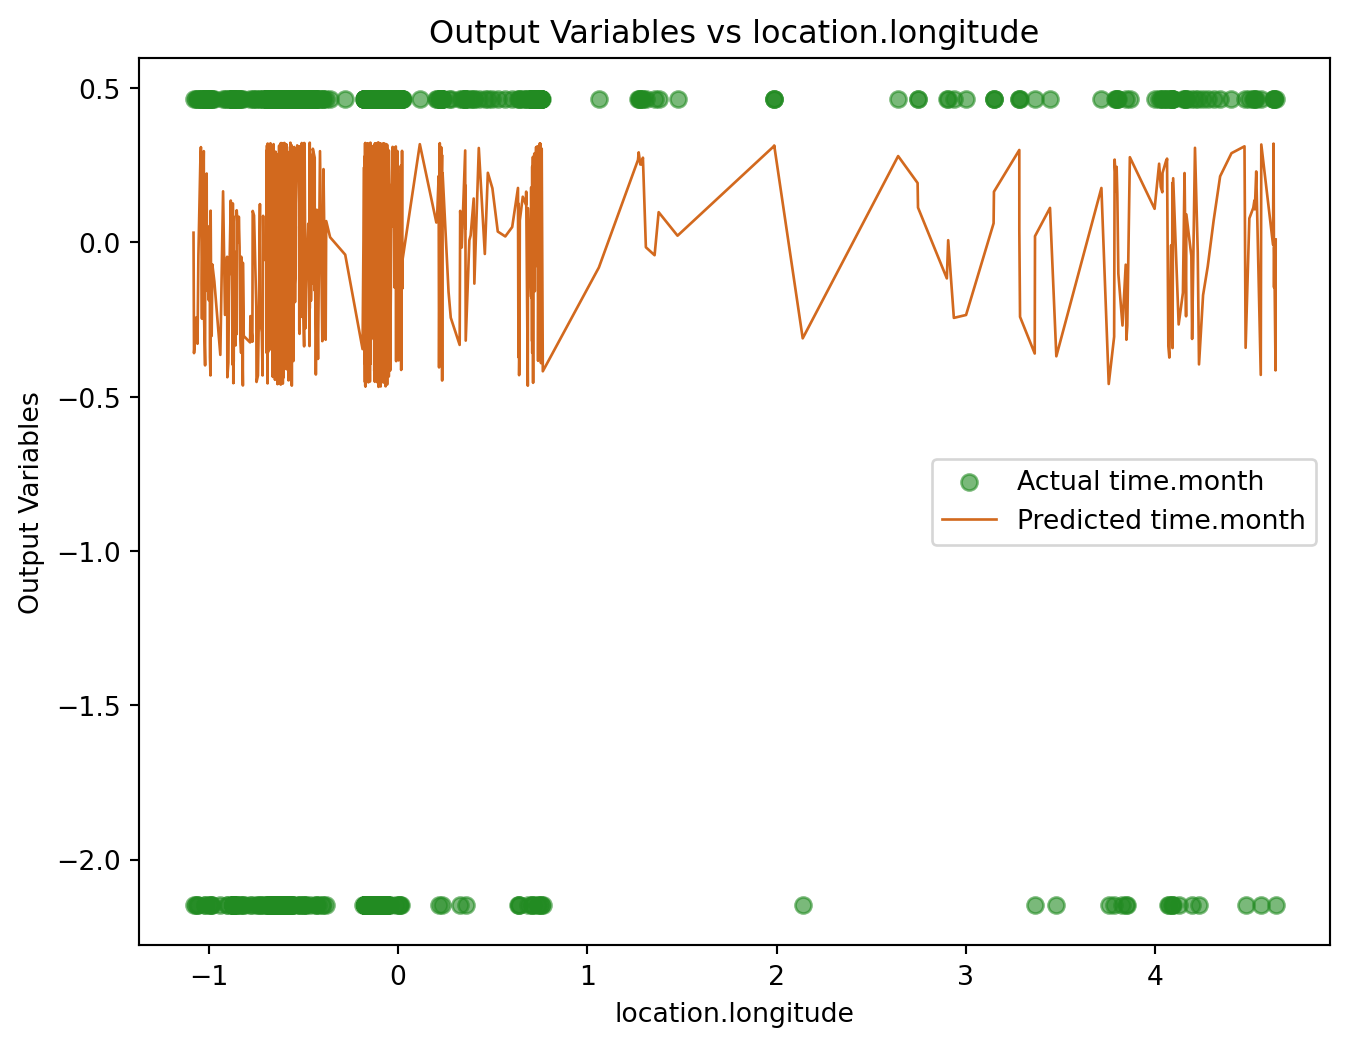 Output Variables vs location.longitude
0.5
0.0
−0.5
−1.0
−1.5
−2.0
Output Variables
Actual time.month
Predicted time.month
−1
0
1
2
3
4
location.longitude